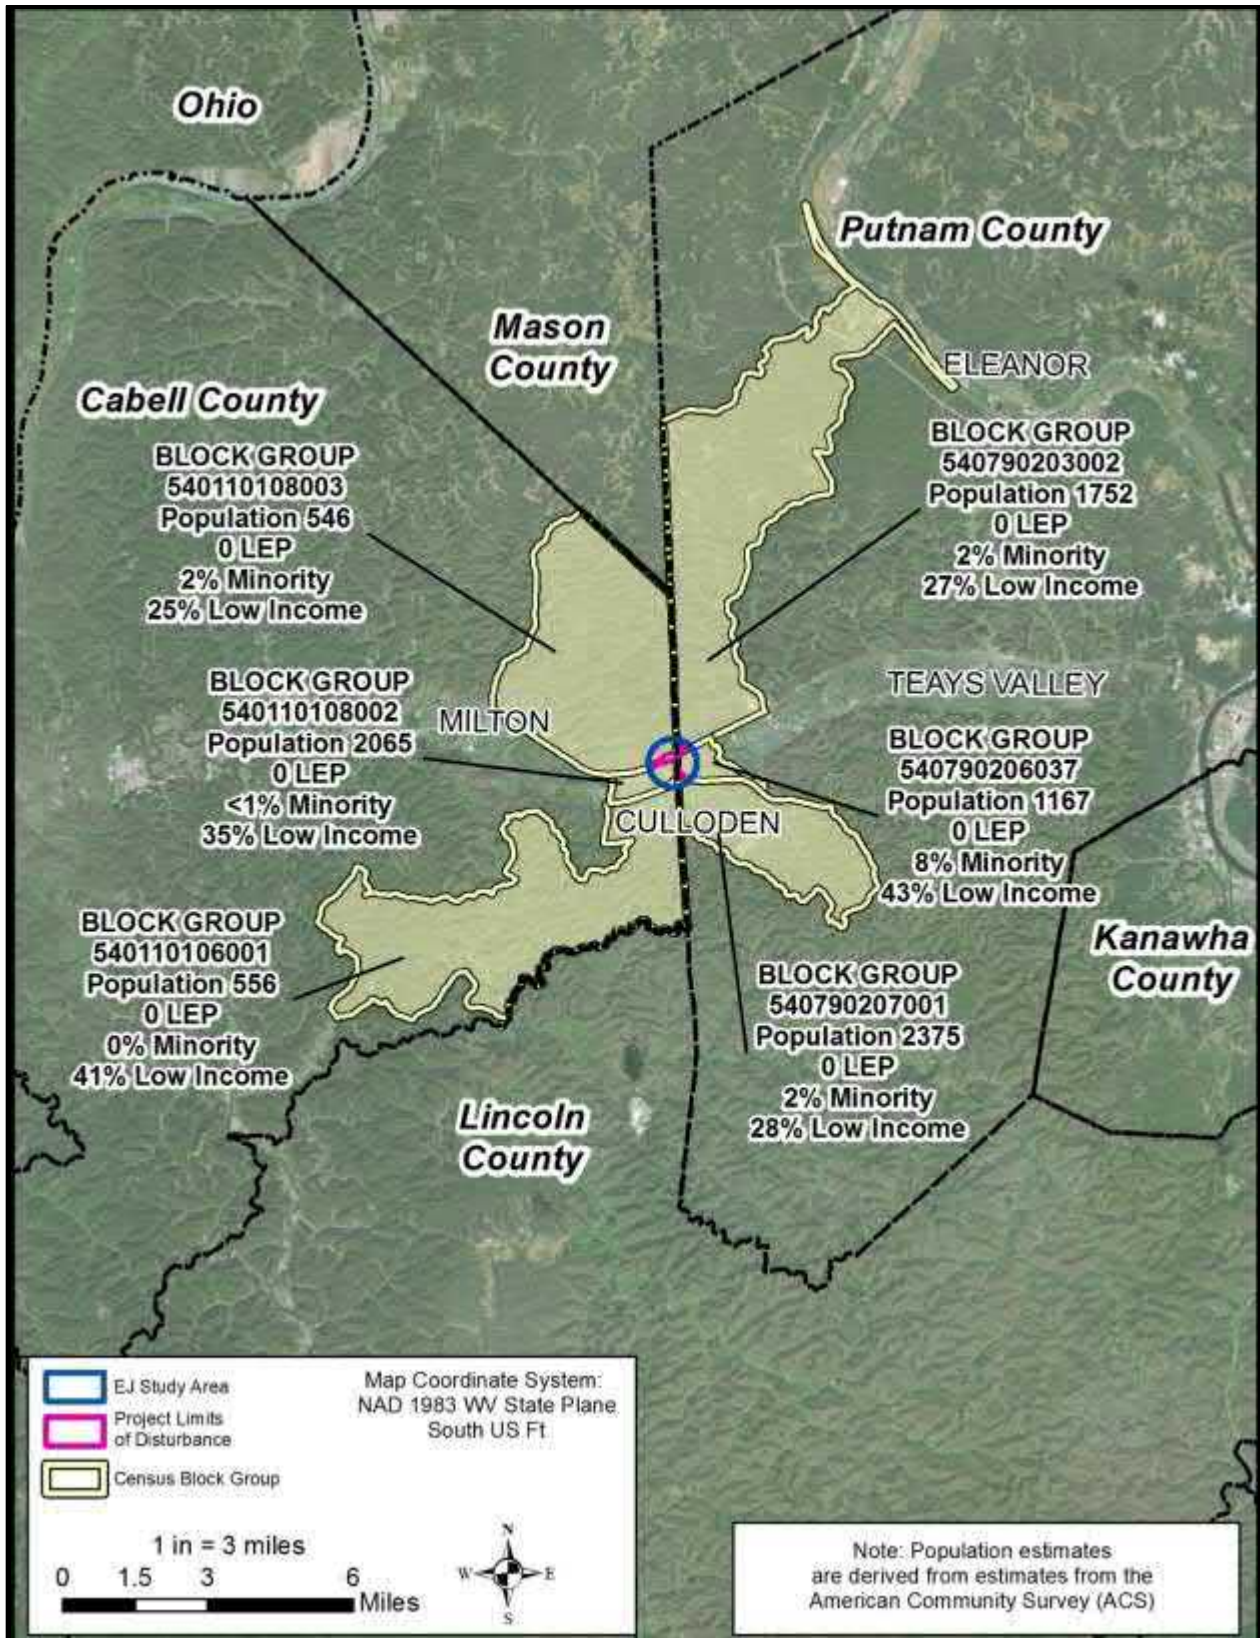 Ohio
Putnam County
Mason
County
ELEANOR
Cabell County
BLOCK GROUP
540110108003
Population 546
0 LEP
2% Minority
25% Low Income
BLOCK GROUP
540790203002
Population 1752
0 LEP
2% Minority
27% Low Income
BLOCK GROUP
540110108002
Population 2065
0 LEP
<1% Minority
35% Low Income
MILTON
TEAYS VALLEY
BLOCK GROUP
540790206037
Population 1167
0 LEP
8% Minority
43% Low Income
CULLODEN
BLOCK GROUP
540110106001
Population 556
0 LEP
0% Minority
41% Low Income
Kanawha
County
BLOCK GROUP
540790207001
Population 2375
0 LEP
2% Minority
28% Low Income
Lincoln
County
EJ Study Area
Project Limits
of Disturbance
Census Block Group
Map Coordinate System:
NAD 1983 WV State Plane
South US Ft
1 in = 3 miles
0 1.5 3 6
Miles
N
W E
S
Note: Population estimates
are derived from estimates from the
American Community Survey (ACS)